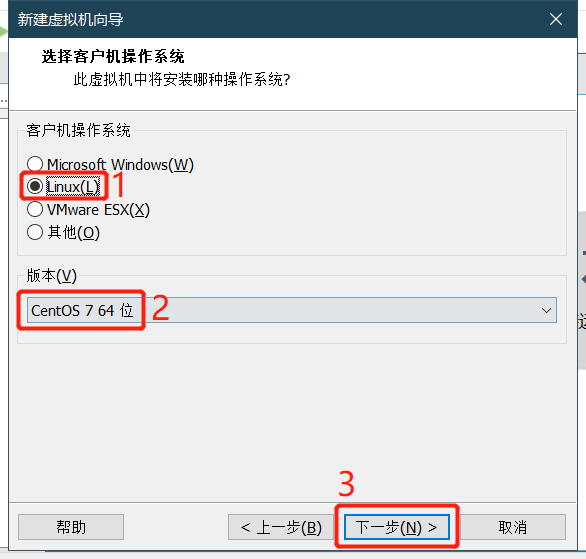 新建虚拟机向导
选择客户机操作系统
此虚拟机中将安装哪种操作系统?
客户机操作系统
Microsoft Windows(W)
Linux(L) 1
VMware ESX(X)
其他(O)
版本(V)
CentOS 7 64 位 2
3
帮助 < 上一步(B) 下一步(N) > 取消